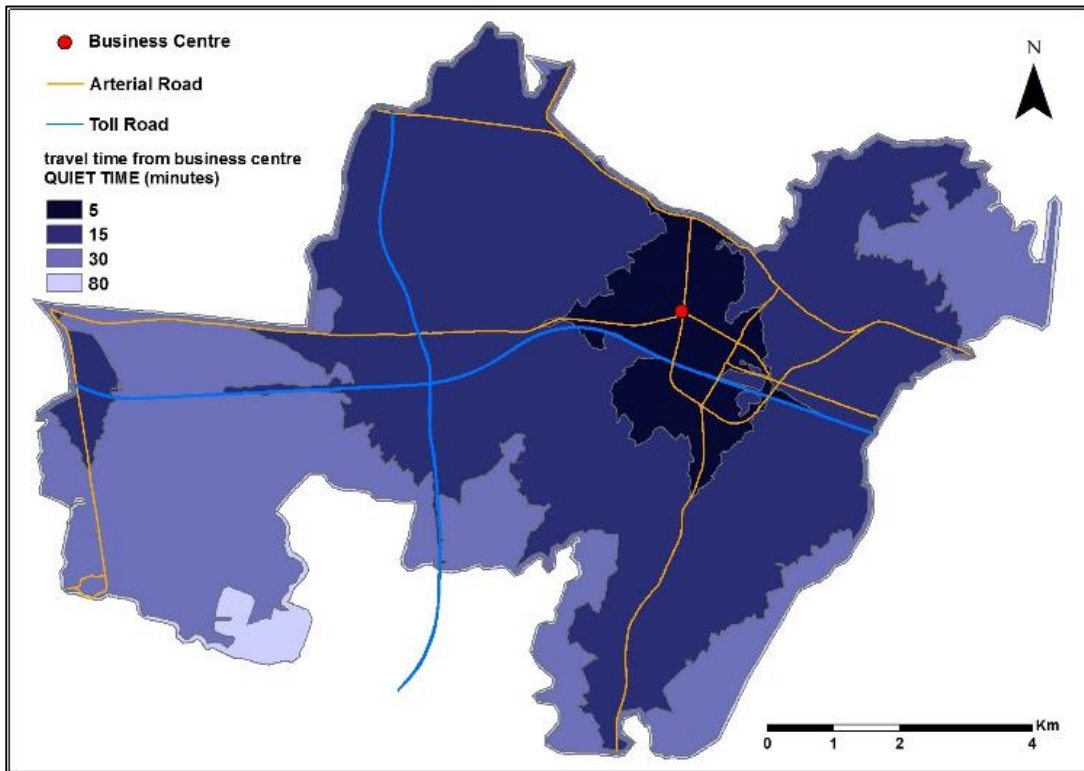 Business Centre
Arterial Road
Toll Road
travel time from business centre
QUIET TIME (minutes)
5
15
30
80
N
Km
0 1 2 4